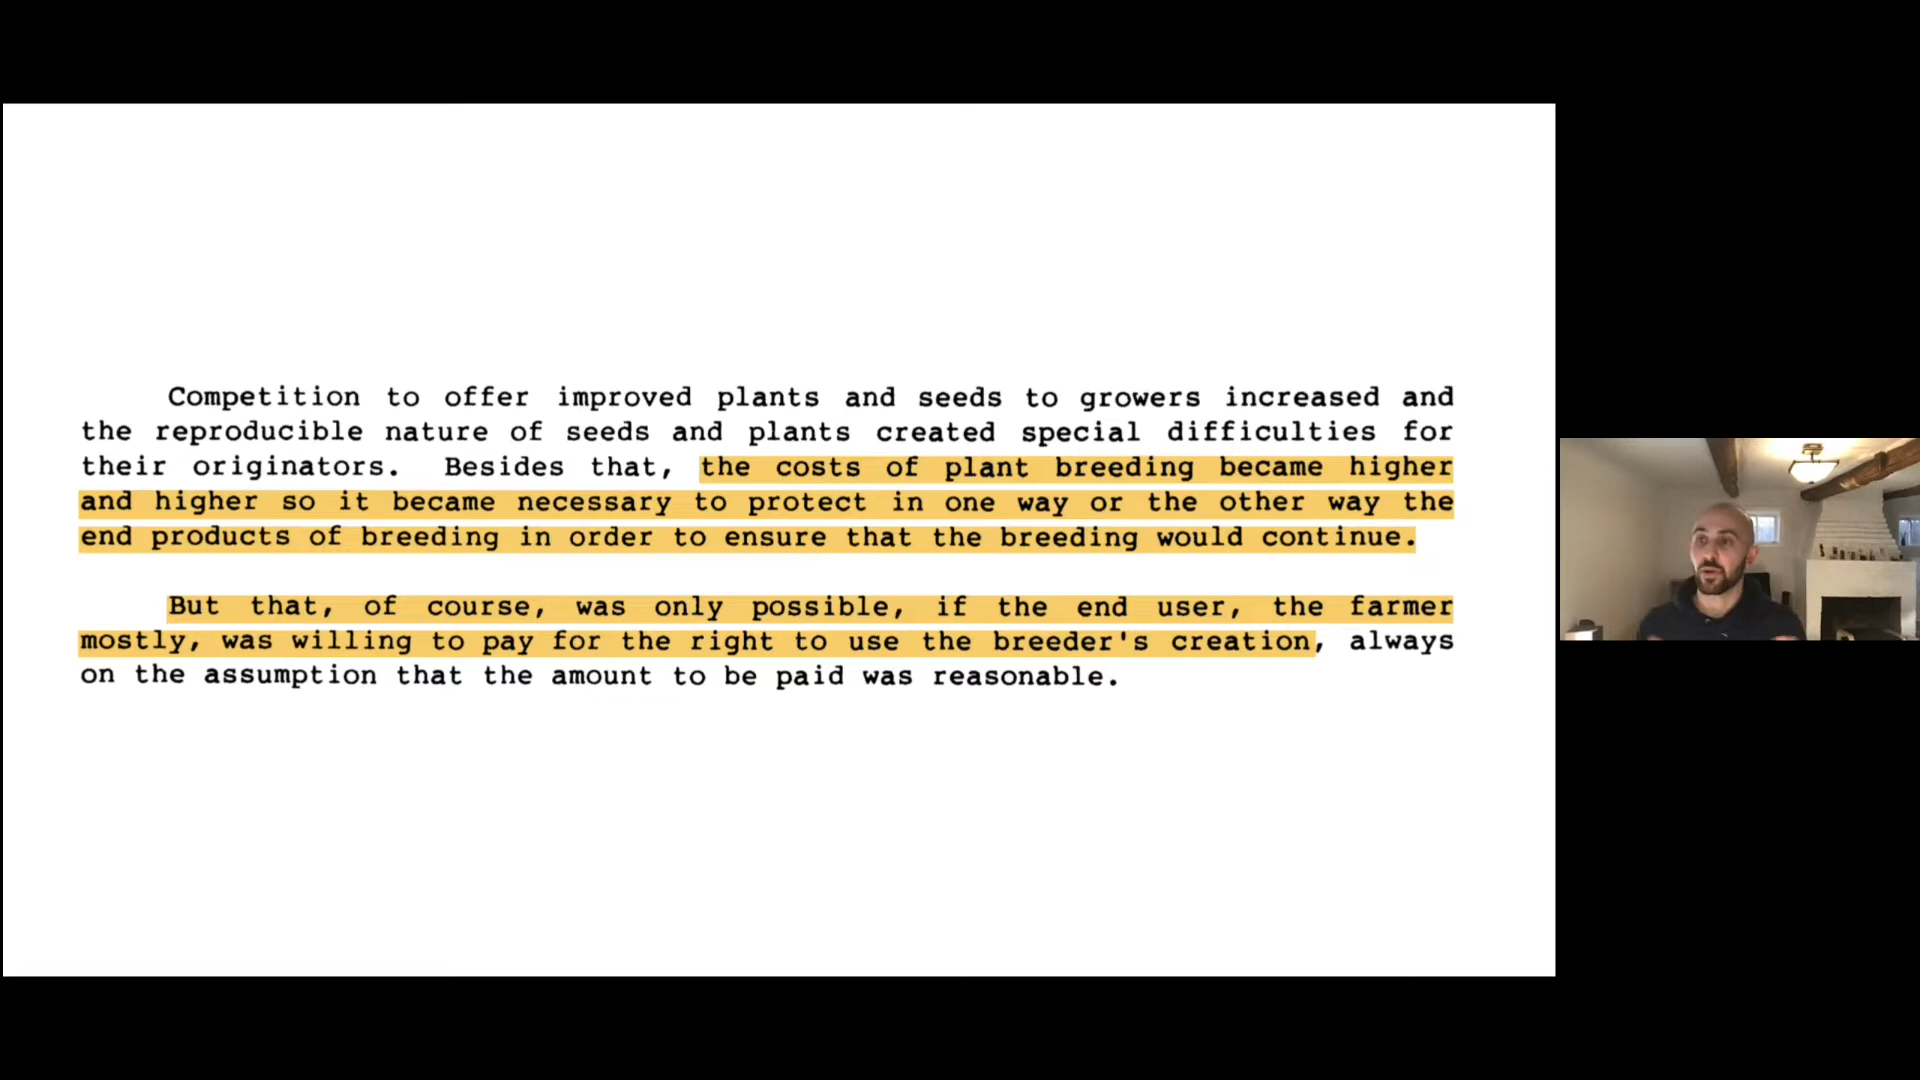 Competition to offer improved plants and seeds to growers increased and
the reproducible nature of seeds and plants created special difficulties for
their originators. Besides that, the costs of plant breeding became higher
and higher so it became necessary to protect in one way or the other way the
end products of breeding in order to ensure that the breeding would continue.
But that, of course, was only possible, if the end user, the farmer
mostly, was willing to pay for the right to use the breeder's creation, always
on the assumption that the amount to be paid was reasonable.